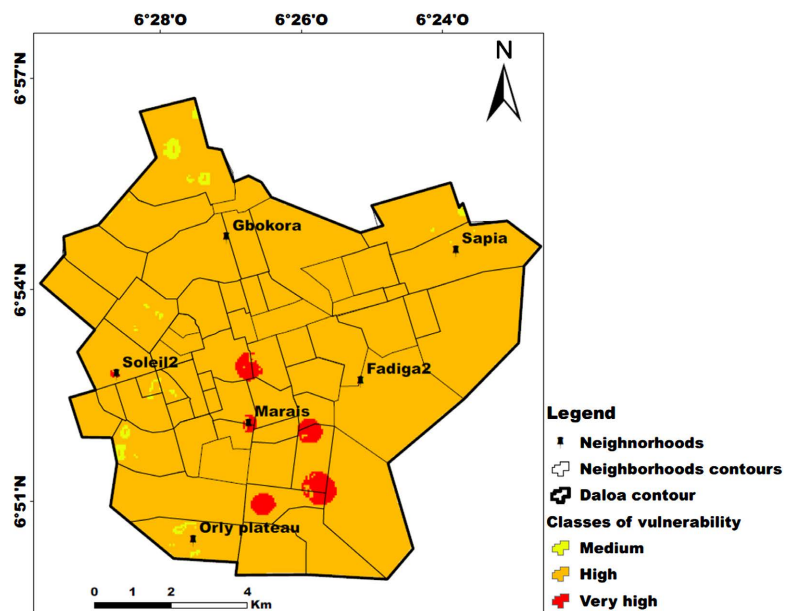 6°28'O 6°26'O 6°24'O
6°57'N
N
Gbokora
Sapia
6°54'N
Soleil2
Fadiga2
Marais
6°51'N
Orly plateau
0 1 2 4
Km
Legend
Neighnorhoods
Neighborhoods contours
Daloa contour
Classes of vulnerability
Medium
High
Very high